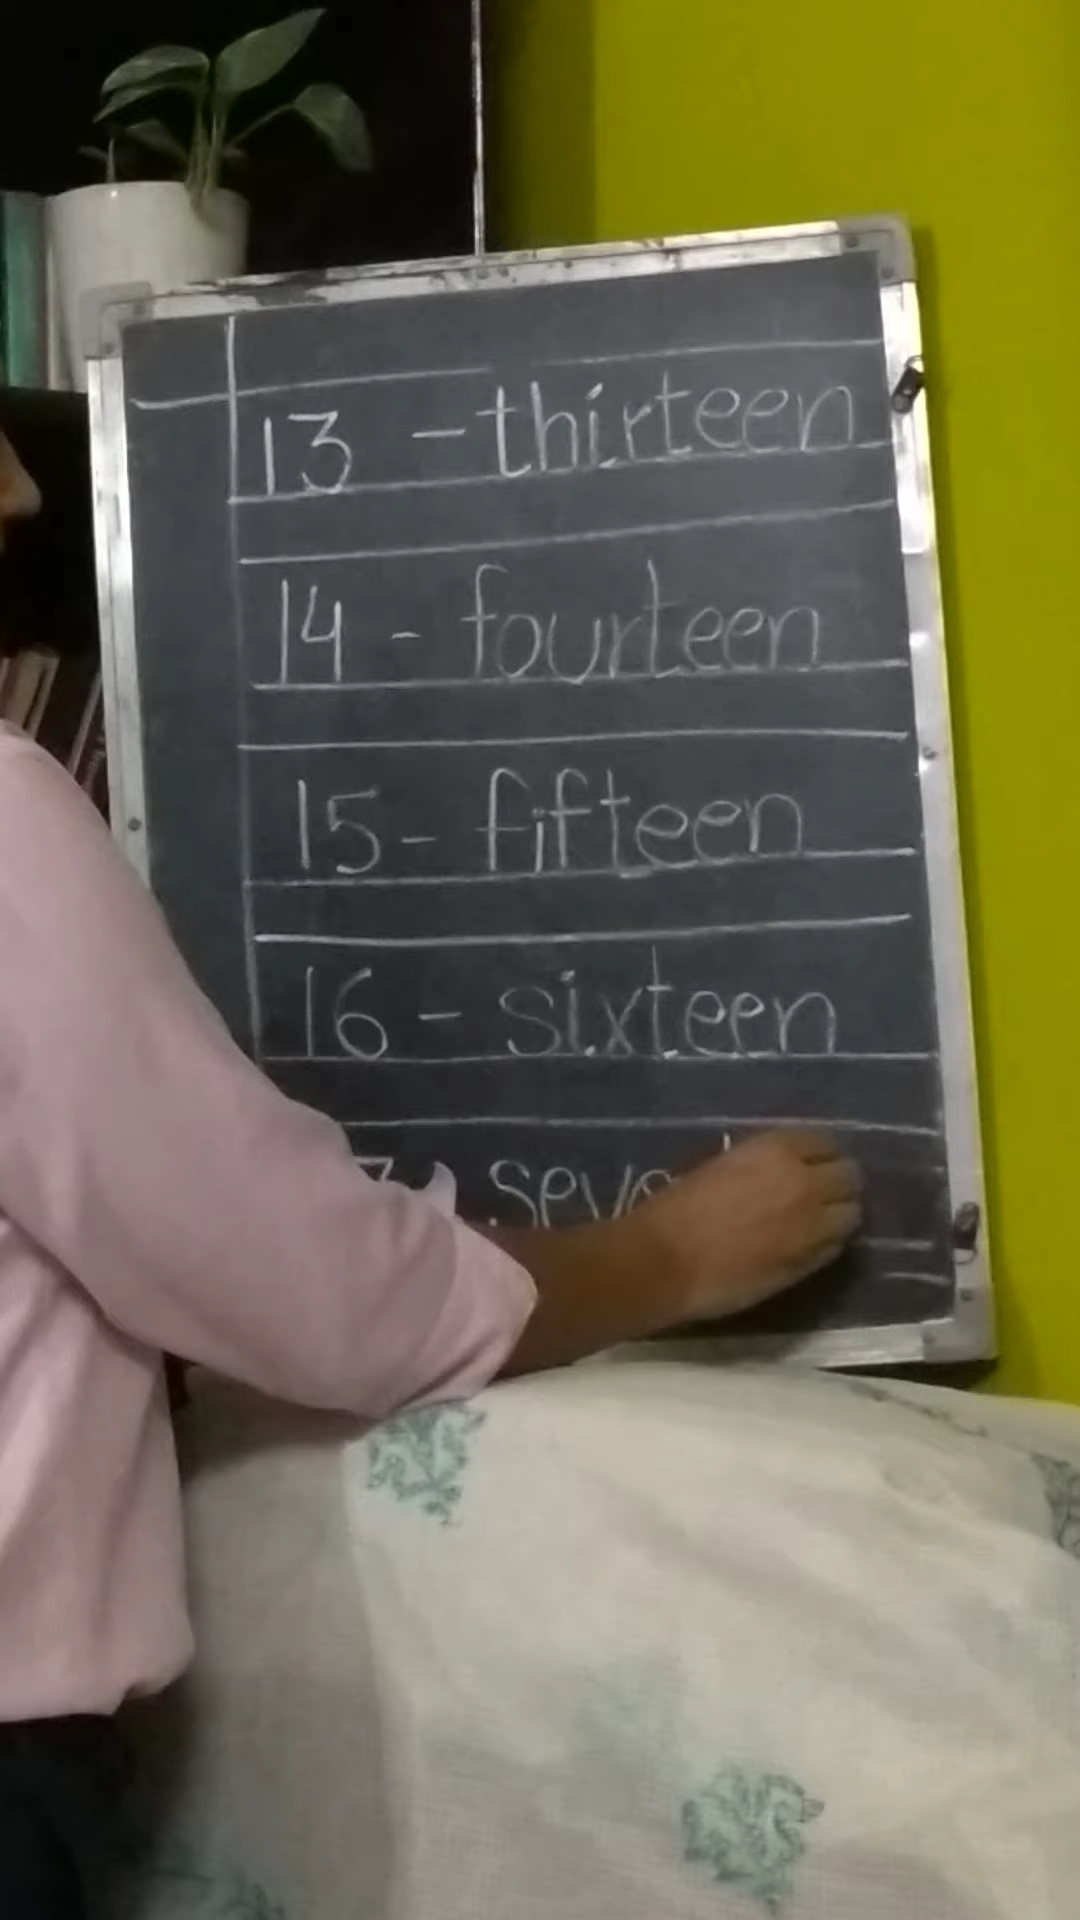 13 - thirteen
14 - fourteen
15 - fifteen
16 - sixteen